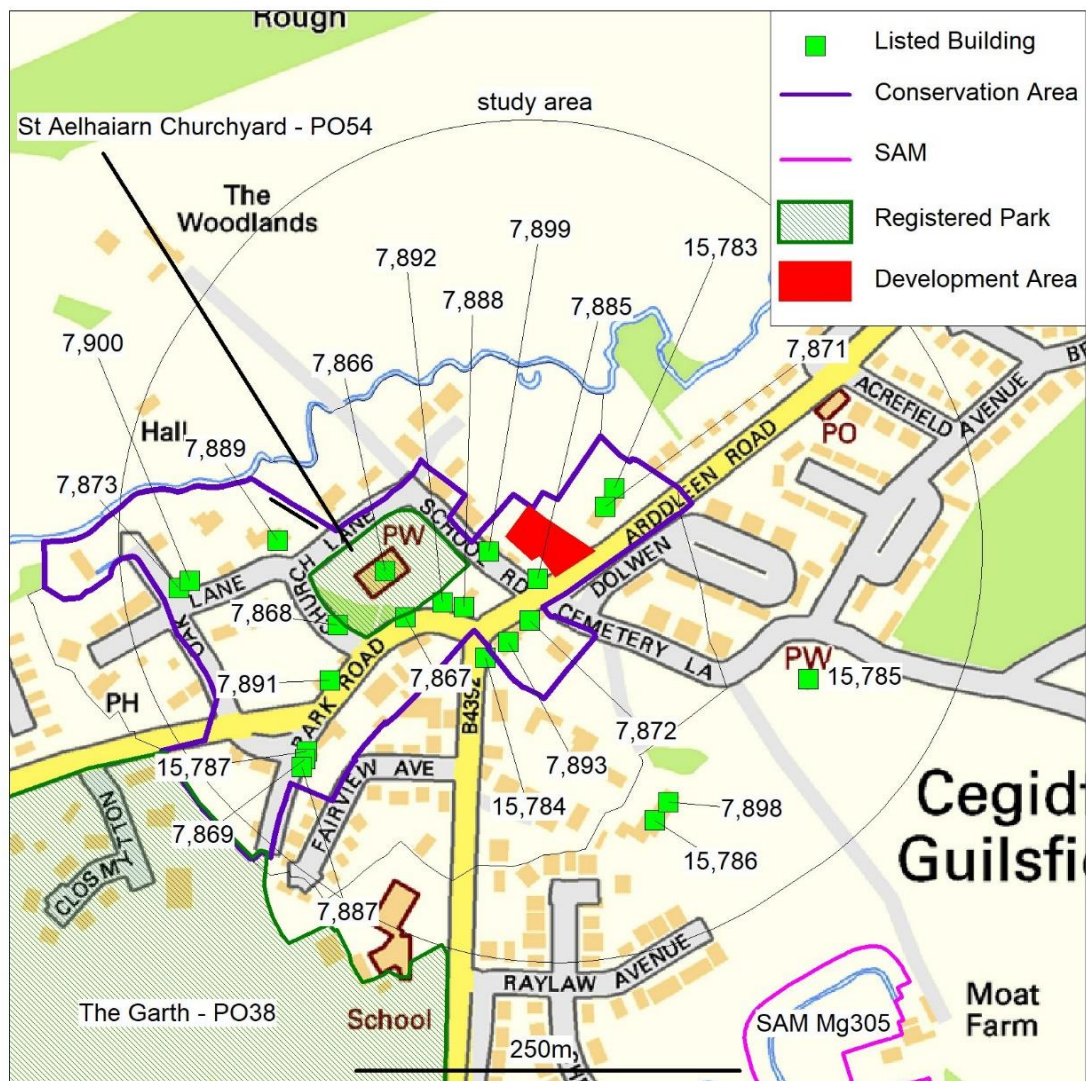 Rough
Listed Building
Conservation Area
SAM
Registered Park
Development Area
study area
St Aelhaiarn Churchyard - PO54
The
Woodlands
7,899
15,783
7,892
7,888
7,885
7,900
7,866
7,871
ACREFIELD AVENUE
BE
PO
Hall
7,889
ARDDLEEN ROAD
7,873
CHURCH LANE
PW
SCHOOL RD
DOLWEN
OAK LANE
7,868
CEMETERY LA
PW
15,785
7,891
PARK ROAD
7,867
B4392
7,872
PH
7,893
15,787
FAIRVIEW AVE
15,784
7,898
7,869
15,786
Guilsfie
CLOS MYTTON
7,887
RAYLAW AVENUE
The Garth - PO38
School
SAM Mg305
Moat
Farm
250m